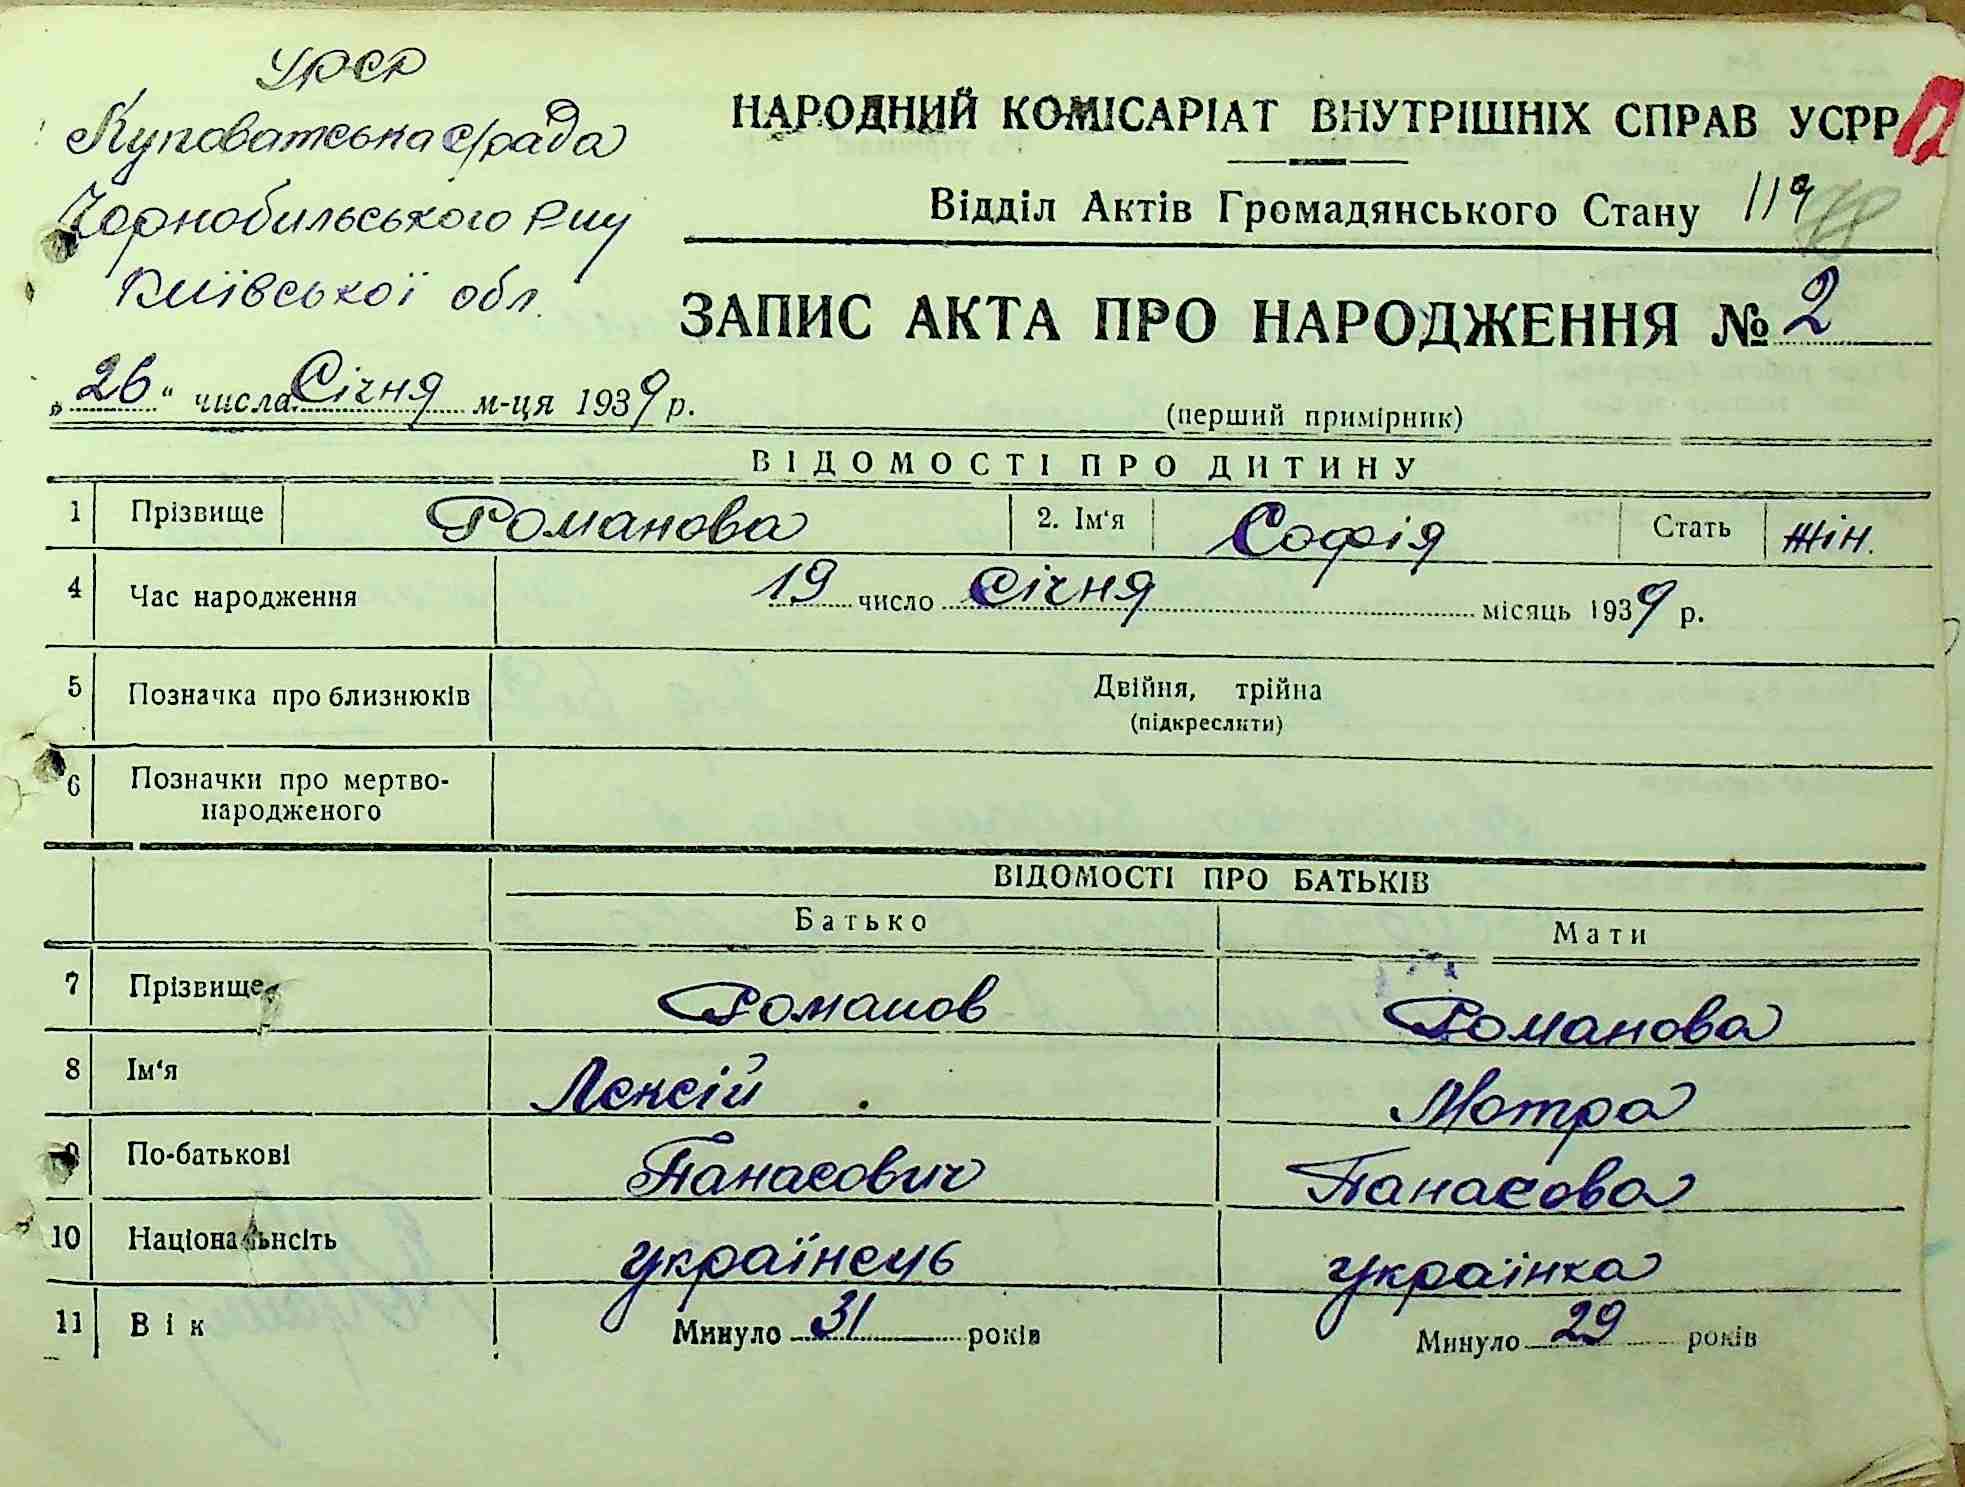 УРСР
Куповатська с/рада
Чорнобильського р-ну
Київської обл.
НАРОДНИЙ КОМІСАРІАТ ВНУТРІШНІХ СПРАВ УСРР
Відділ Актів Громадянського Стану 119
ЗАПИС АКТА ПРО НАРОДЖЕННЯ № 2
„26“ числа Січня м-ця 1939 р.
(перший примірник)
ВІДОМОСТІ ПРО ДИТИНУ
1 Прізвище Романова 2. Ім'я Софія Стать жін.
4 Час народження 19 число Січня місяць 1939 р.
5 Позначка про близнюків Двійня, трійна
(підкреслити)
6 Позначки про мертво-
народженого
ВІДОМОСТІ ПРО БАТЬКІВ
Батько Мати
7 Прізвище Романов Романова
8 Ім'я Лексій Мотра
9 По-батькові Панасович Панасова
10 Національнсіть українець українка
11 Вік Минуло 31 років Минуло 29 років